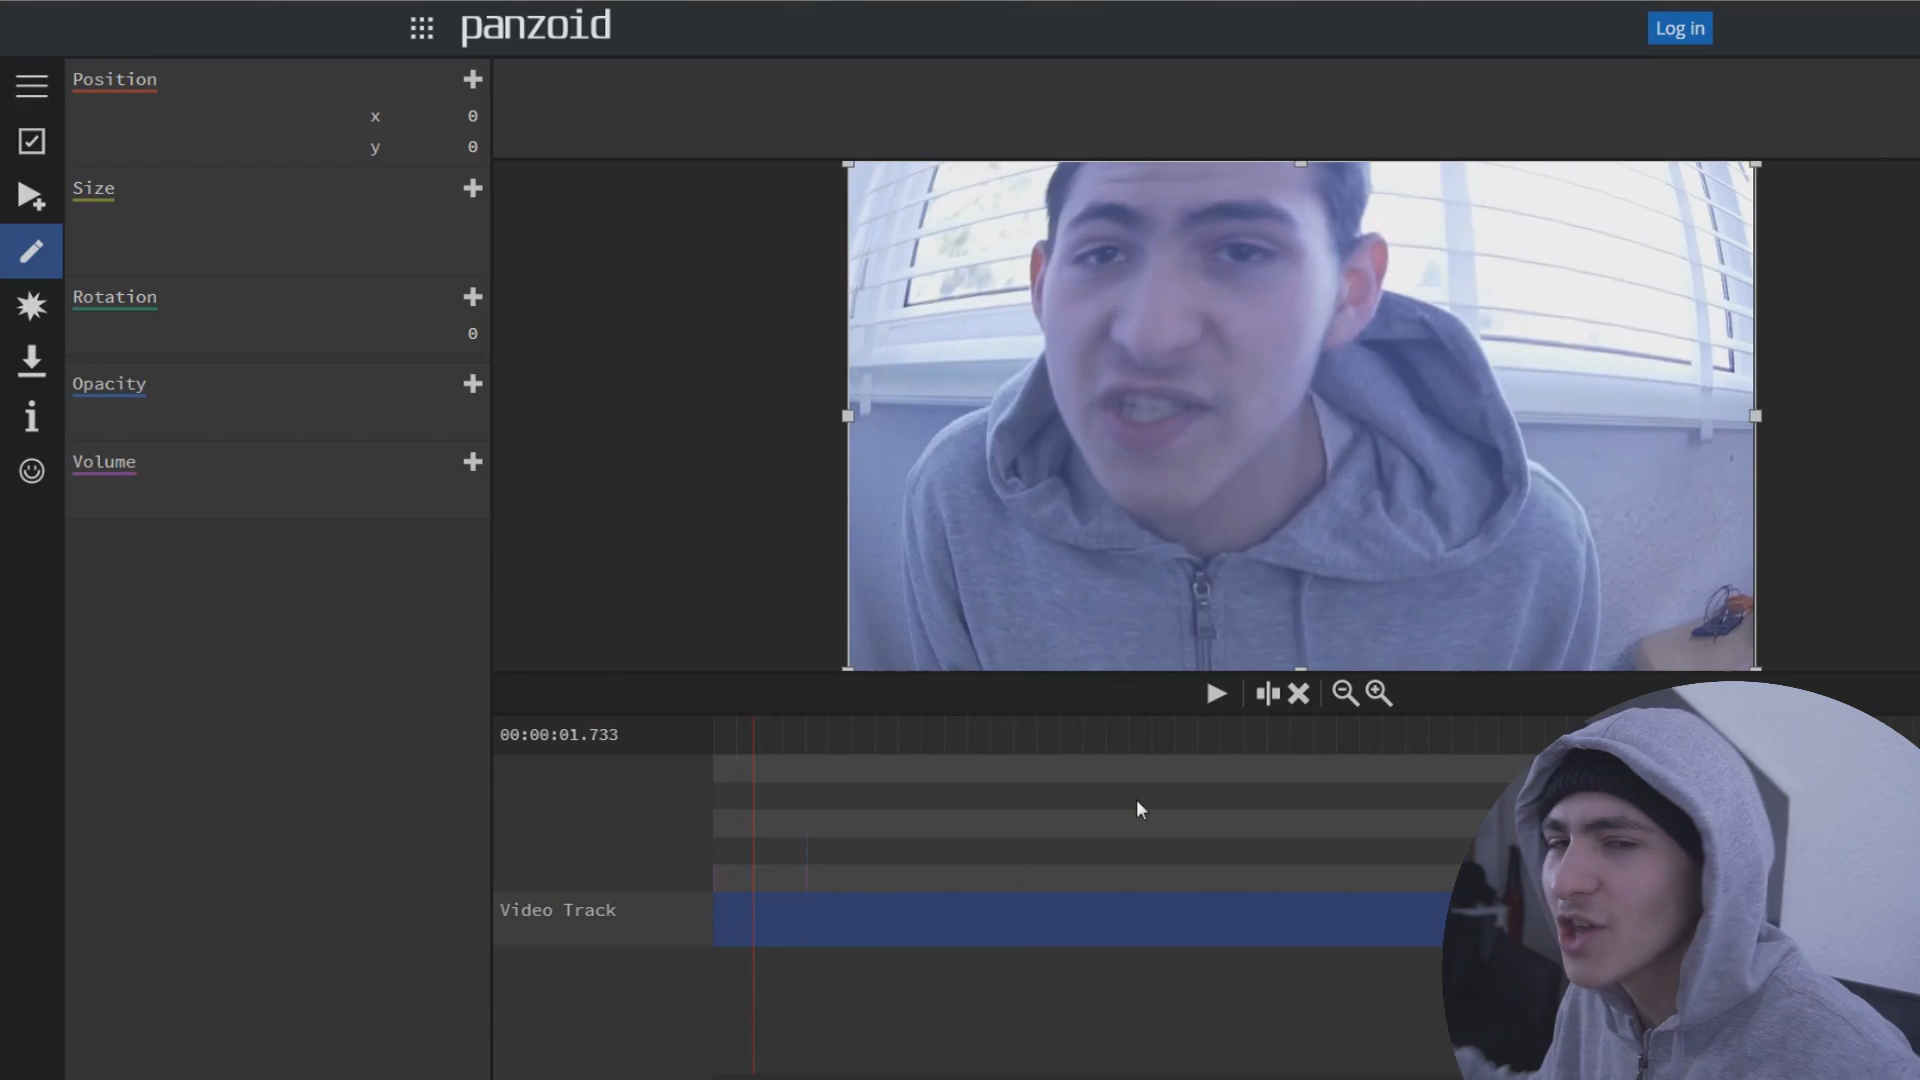 panzoid
Log in
Position
x 0
y 0
Size
Rotation
0
Opacity
Volume
00:00:01.733
Video Track